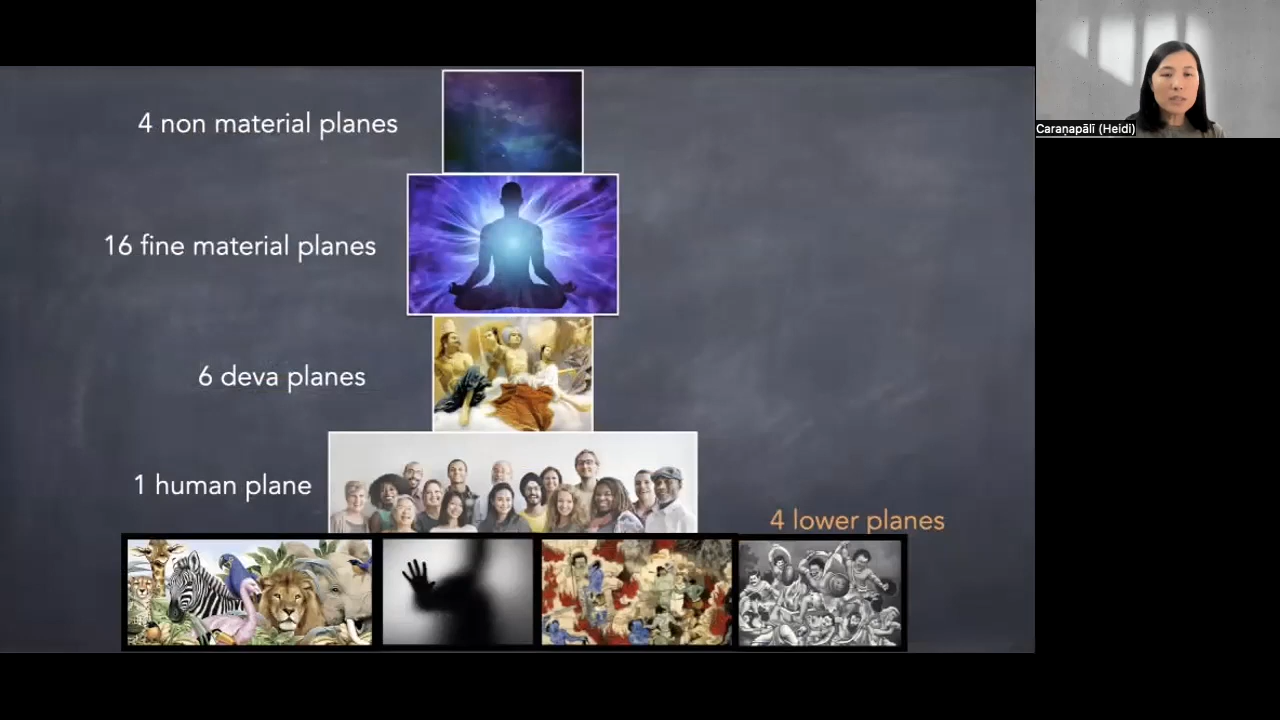 4 non material planes
16 fine material planes
6 deva planes
1 human plane
4 lower planes
Caraṇapālī (Heidi)